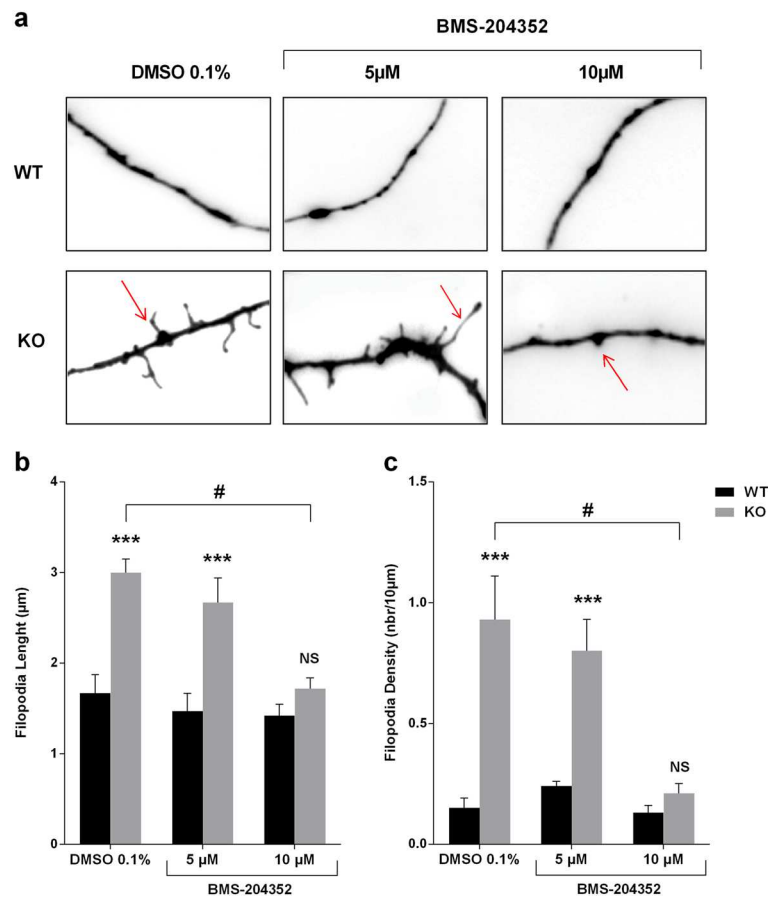 a
BMS-204352
DMSO 0.1% 5µM 10µM
WT
KO
b
Filopodia Lenght (µm)
4
3
2
1
0
#
*** *** NS
DMSO 0.1% 5 µM 10 µM
BMS-204352
c
Filopodia Density (nbr/10µm)
1.5
1.0
0.5
0.0
#
*** *** NS
DMSO 0.1% 5 µM 10 µM
BMS-204352
WT
KO